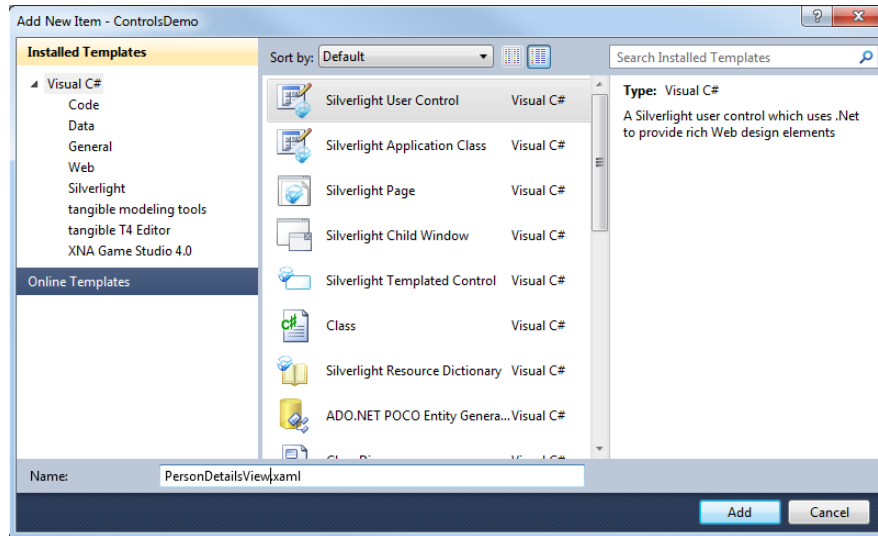 Add New Item - ControlsDemo
Installed Templates
Sort by: Default
Search Installed Templates
Visual C#
Code
Data
General
Web
Silverlight
tangible modeling tools
tangible T4 Editor
XNA Game Studio 4.0
Online Templates
Silverlight User Control Visual C#
Silverlight Application Class Visual C#
Silverlight Page Visual C#
Silverlight Child Window Visual C#
Silverlight Templated Control Visual C#
Class Visual C#
Silverlight Resource Dictionary Visual C#
ADO.NET POCO Entity Genera... Visual C#
Type: Visual C#
A Silverlight user control which uses .Net
to provide rich Web design elements
Name: PersonDetailsView.xaml
Add Cancel